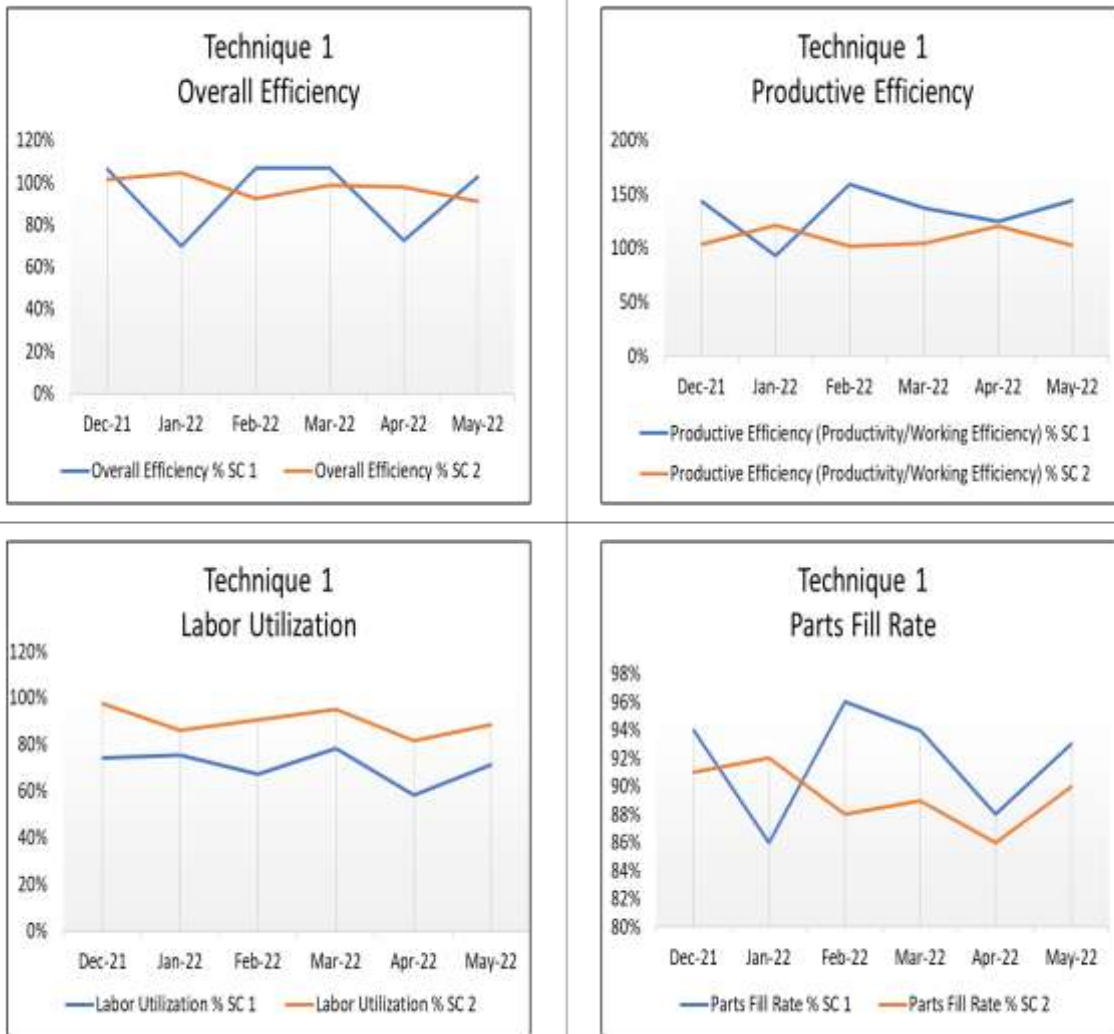 Technique 1
Overall Efficiency
120%
100%
80%
60%
40%
20%
0%
Dec-21 Jan-22 Feb-22 Mar-22 Apr-22 May-22
Overall Efficiency % SC 1 Overall Efficiency % SC 2
Technique 1
Productive Efficiency
200%
150%
100%
50%
0%
Dec-21 Jan-22 Feb-22 Mar-22 Apr-22 May-22
Productive Efficiency (Productivity/Working Efficiency) % SC 1
Productive Efficiency (Productivity/Working Efficiency) % SC 2
Technique 1
Labor Utilization
120%
100%
80%
60%
40%
20%
0%
Dec-21 Jan-22 Feb-22 Mar-22 Apr-22 May-22
Labor Utilization % SC 1 Labor Utilization % SC 2
Technique 1
Parts Fill Rate
98%
96%
94%
92%
90%
88%
86%
84%
82%
80%
Dec-21 Jan-22 Feb-22 Mar-22 Apr-22 May-22
Parts Fill Rate % SC 1 Parts Fill Rate % SC 2